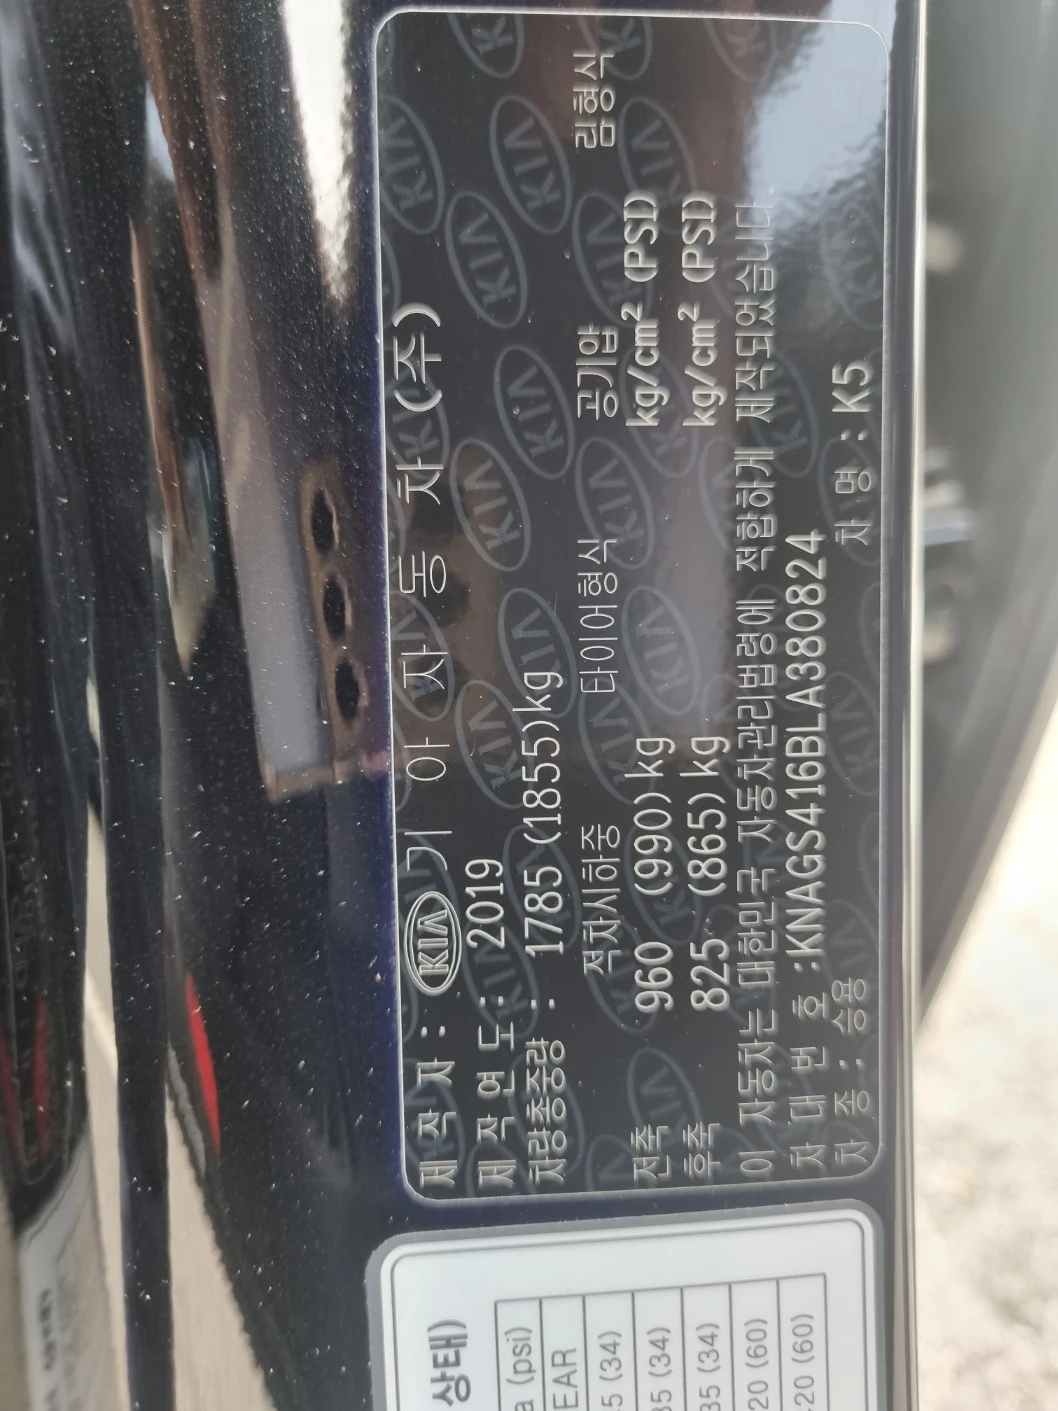 제작자 : KIA 기 아 자 동 차 (주)
제 작 연 도 : 2019
차량총중량 : 1785 (1855)kg
적차시하중 타이어형식 공기압 림형식
전축 960 (990)kg kg/cm² (PSI)
후축 825 (865)kg kg/cm² (PSI)
이 자동차는 대한민국 자동차관리법령에 적합하게 제작되었습니다
차 대 번 호 :KNAGS416BLA380824
차 종 : 승용 차 명 : K5
상태)
a (psi)
EAR
5 (34)
35 (34)
35 (34)
20 (60)
20 (60)